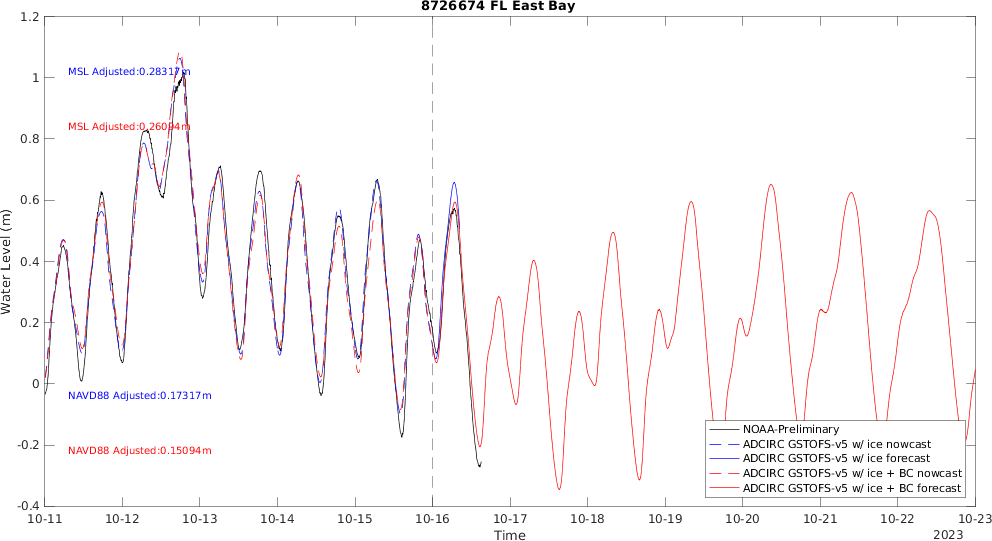 8726674 FL East Bay
1.2
1
0.8
0.6
0.4
0.2
0
-0.2
-0.4
Water Level (m)
MSL Adjusted:0.28317m
MSL Adjusted:0.26094m
NAVD88 Adjusted:0.17317m
NAVD88 Adjusted:0.15094m
NOAA-Preliminary
ADCIRC GSTOFS-v5 w/ ice nowcast
ADCIRC GSTOFS-v5 w/ ice forecast
ADCIRC GSTOFS-v5 w/ ice + BC nowcast
ADCIRC GSTOFS-v5 w/ ice + BC forecast
10-11 10-12 10-13 10-14 10-15 10-16 10-17 10-18 10-19 10-20 10-21 10-22 10-23
Time
2023